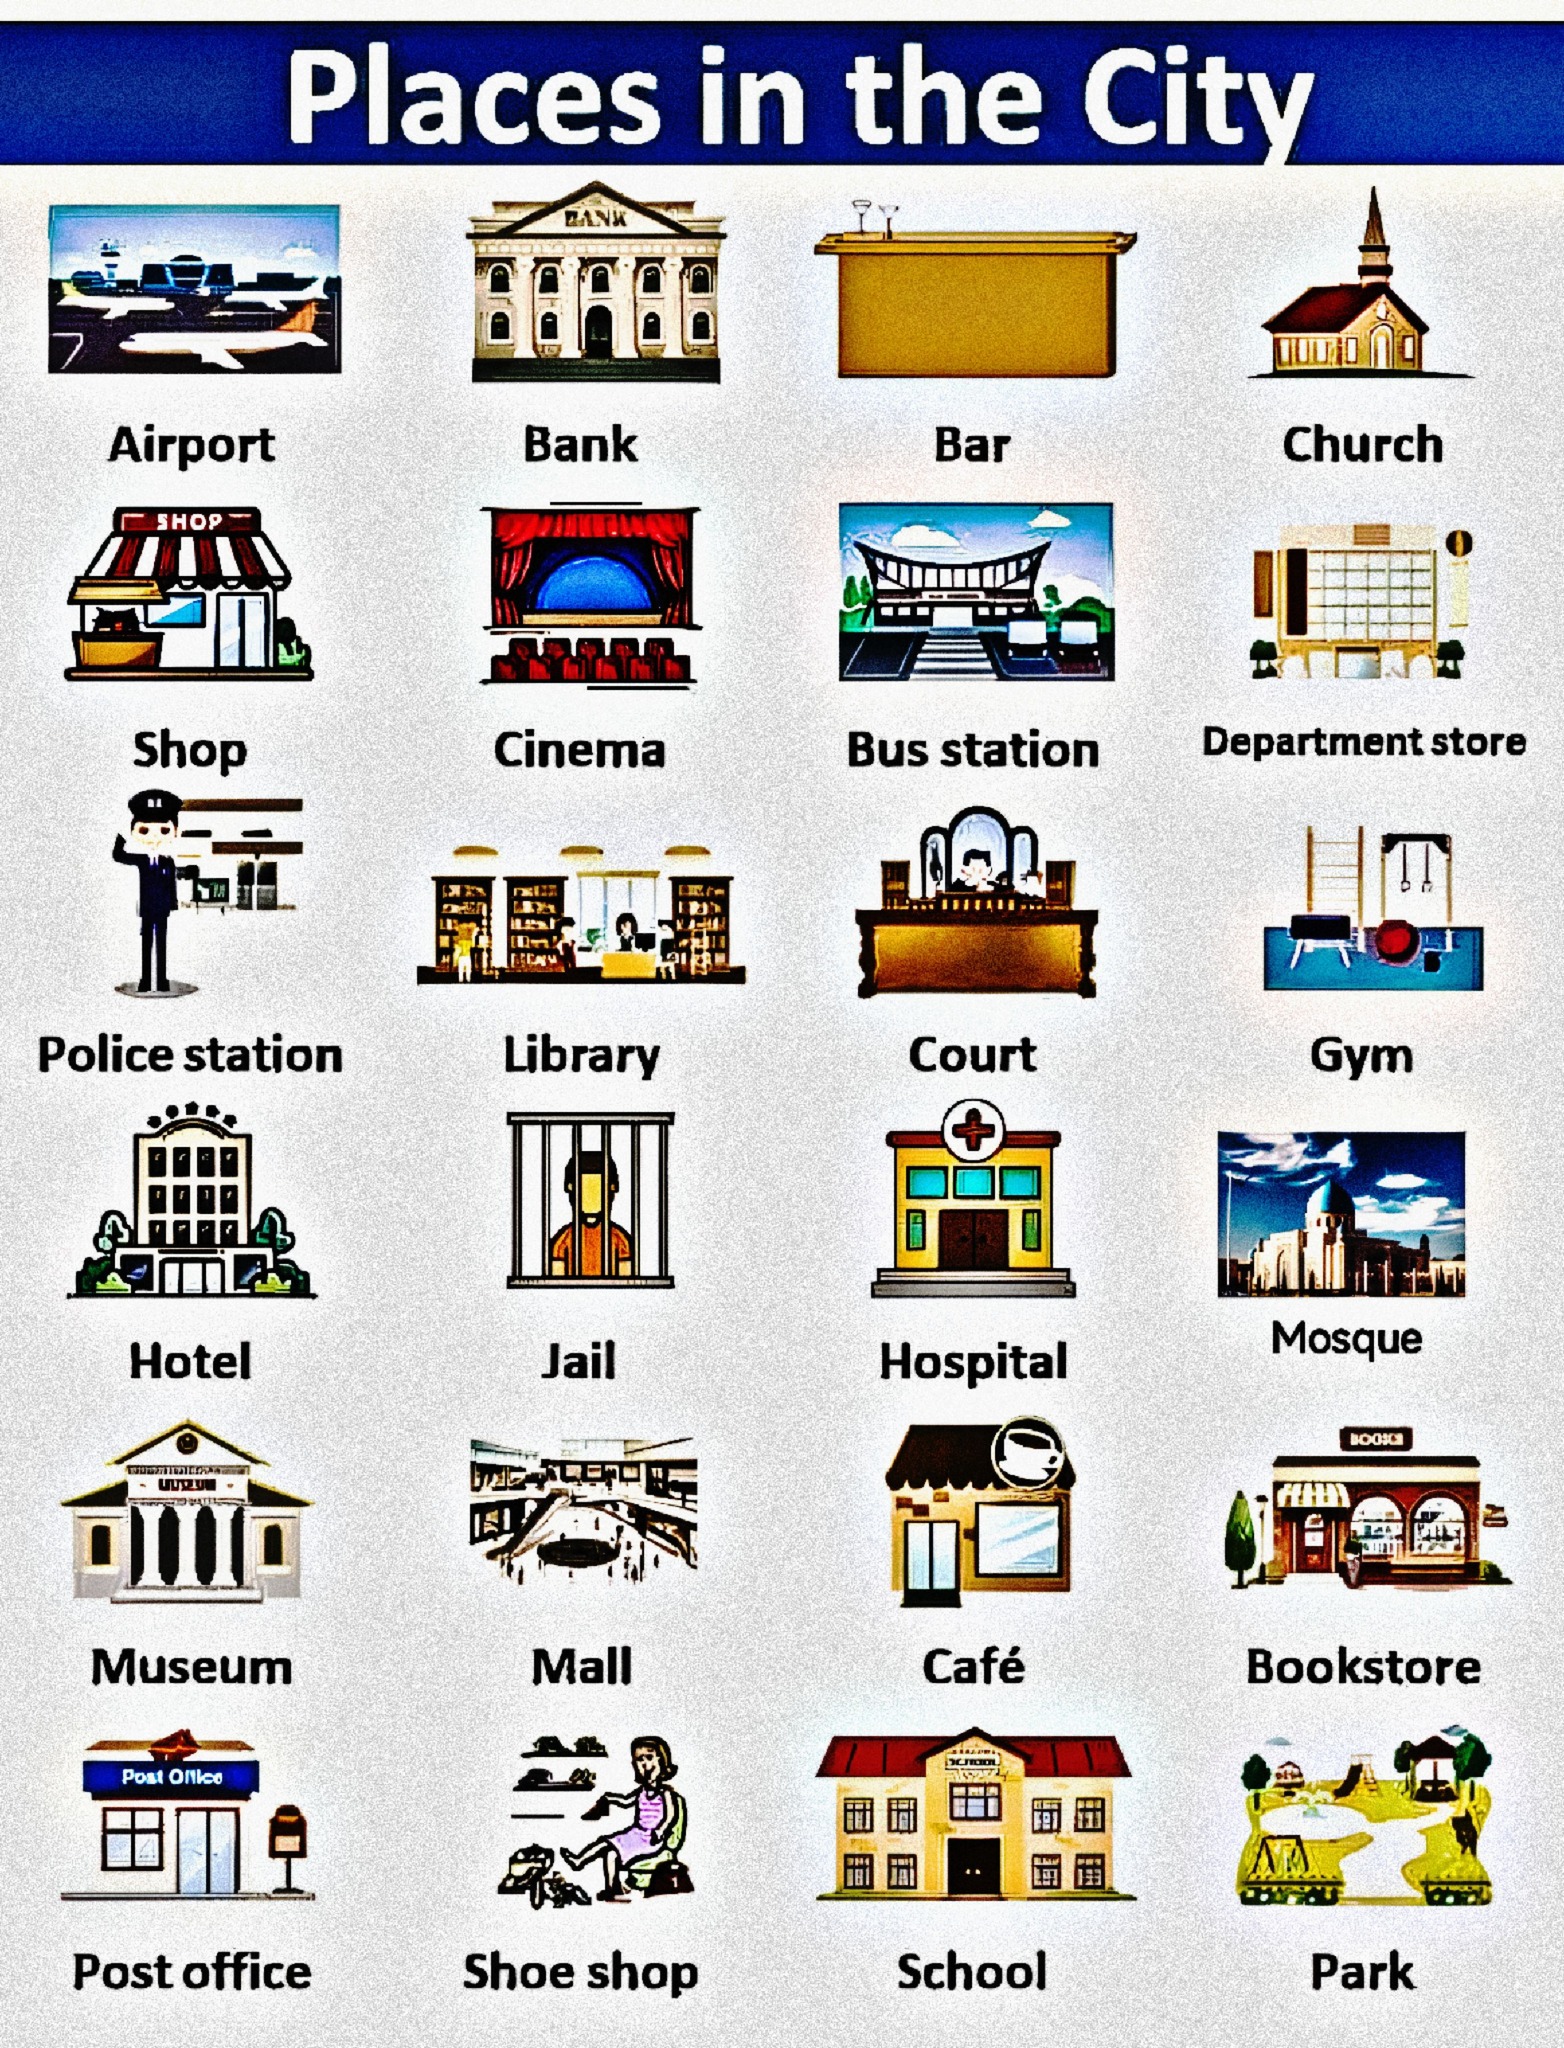 Places in the City
BANK
Airport
Bank
Bar
Church
SHOP
Shop
Cinema
Bus station
Department store
Police station
Library
Court
Gym
Hotel
Jail
Hospital
Mosque
MUSEUM
BOOKS
Museum
Mall
Café
Bookstore
Post Office
SCHOOL
Post office
Shoe shop
School
Park